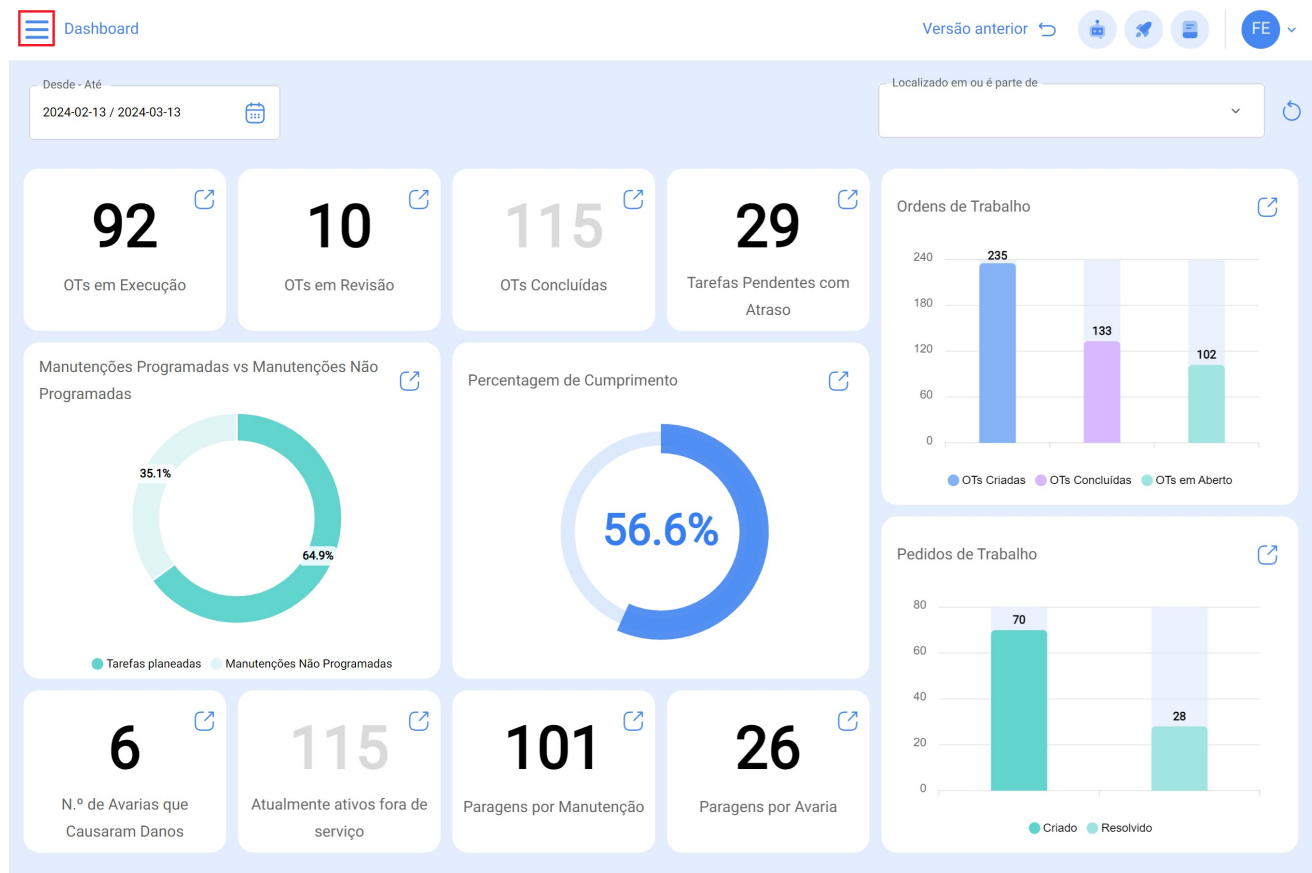 Dashboard
Versão anterior
FE
Desde - Até
2024-02-13 / 2024-03-13
Localizado em ou é parte de
92
OTs em Execução
10
OTs em Revisão
115
OTs Concluídas
29
Tarefas Pendentes com
Atraso
Ordens de Trabalho
240
180
120
60
0
235
133
102
OTs Criadas
OTs Concluídas
OTs em Aberto
Manutenções Programadas vs Manutenções Não
Programadas
35.1%
64.9%
Tarefas planeadas
Manutenções Não Programadas
Percentagem de Cumprimento
56.6%
Pedidos de Trabalho
80
60
40
20
0
70
28
Criado
Resolvido
6
N.º de Avarias que
Causaram Danos
115
Atualmente ativos fora de
serviço
101
Paragens por Manutenção
26
Paragens por Avaria